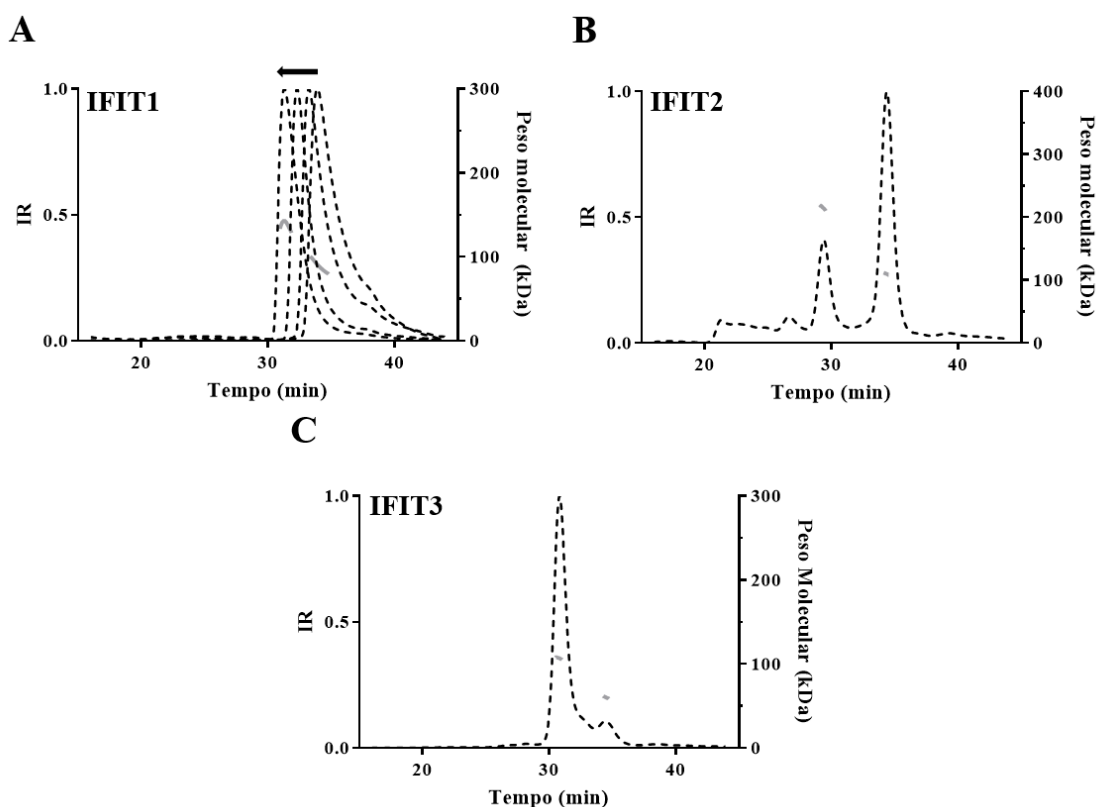 A
IFIT1
1.0
0.5
0.0
IR
300
200
100
0
Peso molecular (kDa)
20
30
40
Tempo (min)
B
IFIT2
1.0
0.5
0.0
IR
400
300
200
100
0
Peso molecular (kDa)
20
30
40
Tempo (min)
C
IFIT3
1.0
0.5
0.0
IR
300
200
100
0
Peso Molecular (kDa)
20
30
40
Tempo (min)